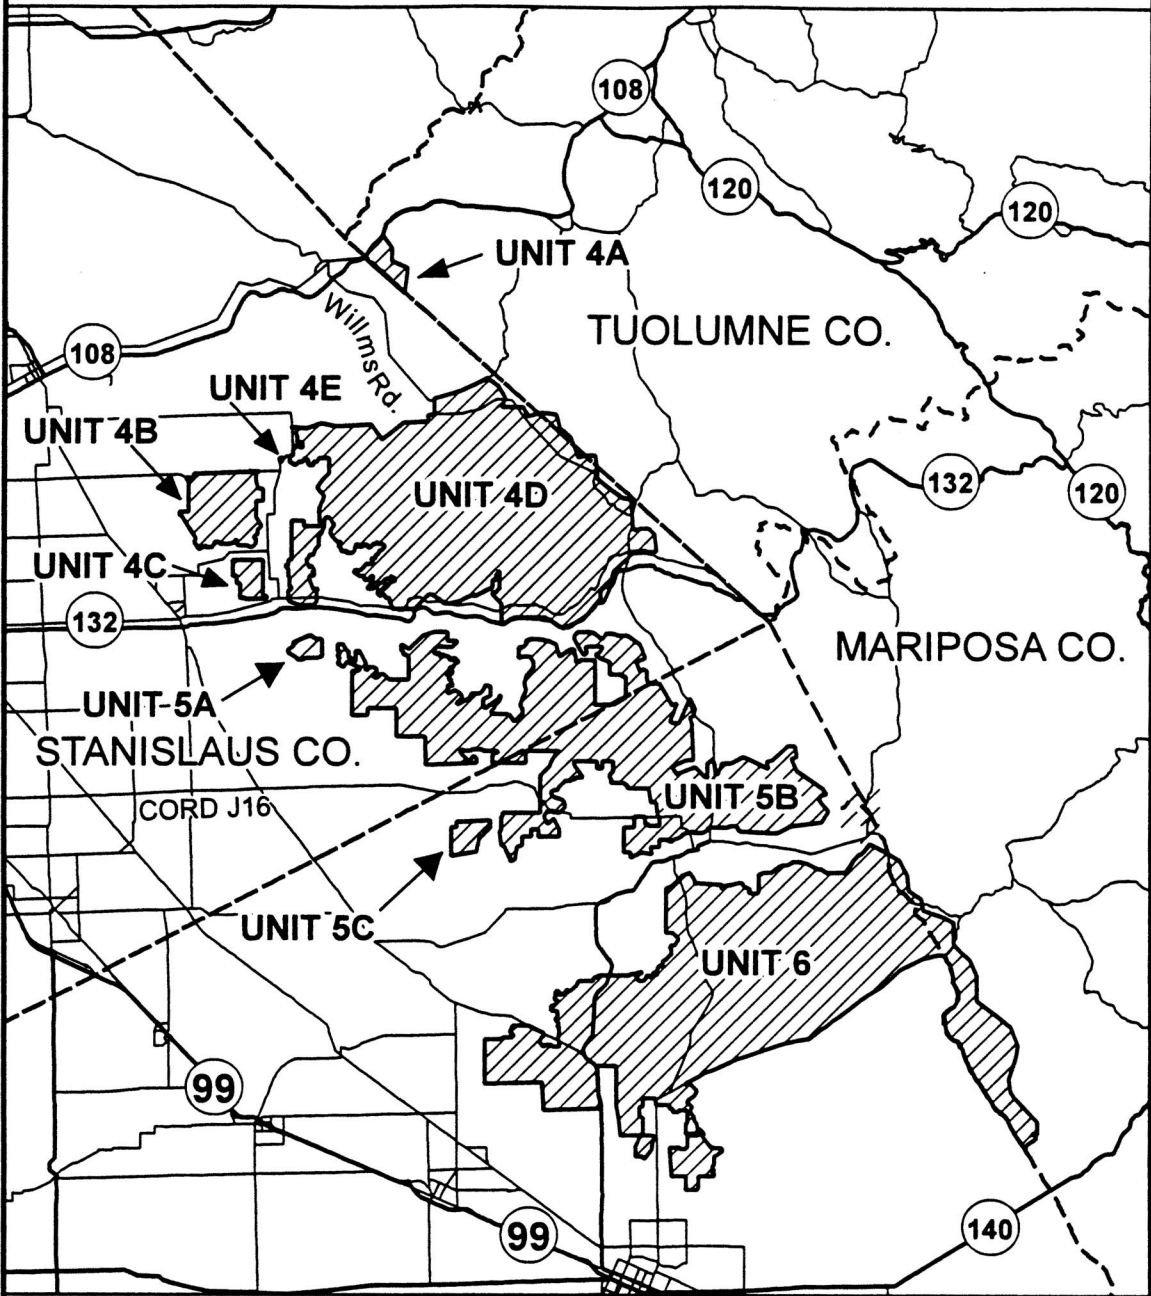 108
120
120
UNIT 4A
TUOLUMNE CO.
Willms Rd.
108
UNIT 4E
UNIT 4B
UNIT 4D
132
120
UNIT 4C
132
MARIPOSA CO.
UNIT 5A
STANISLAUS CO.
UNIT 5B
CORD J16
UNIT 5C
UNIT 6
99
99
140